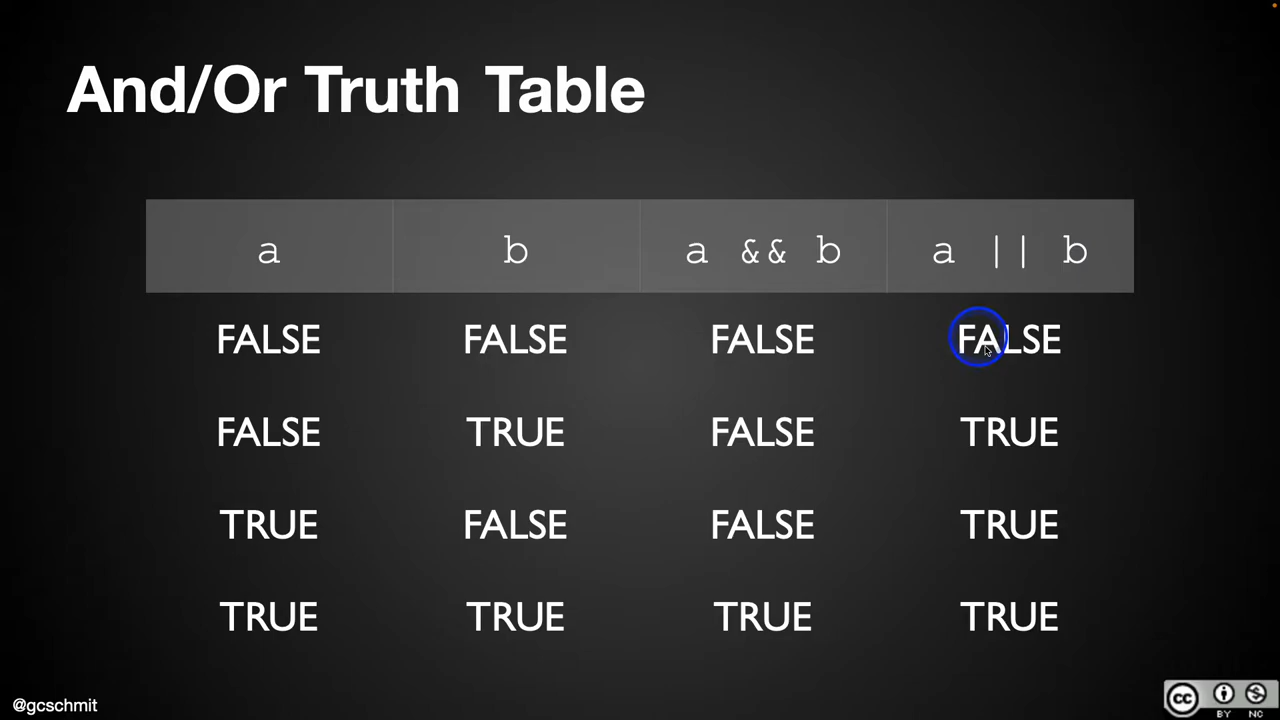 And/Or Truth Table
a b a && b a || b
FALSE FALSE FALSE FALSE
FALSE TRUE FALSE TRUE
TRUE FALSE FALSE TRUE
TRUE TRUE TRUE TRUE
@gcschmit
cc
BY NC